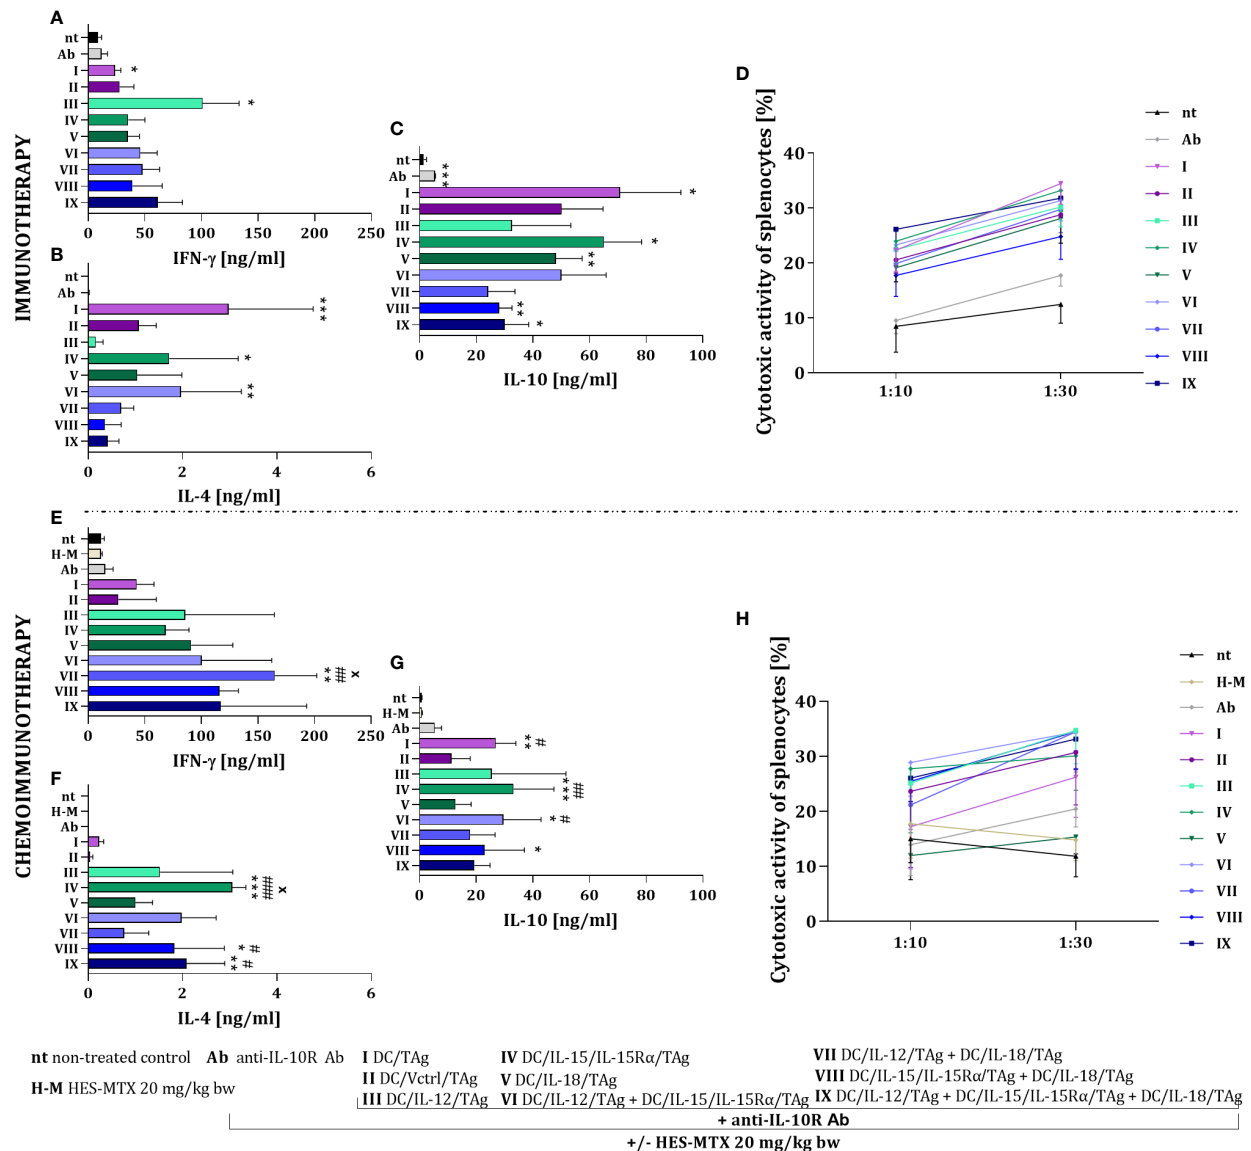 IMMUNOTHERAPY
A
nt
Ab
I *
II
III *
IV
V
VI
VII
VIII
IX
0 50 100 150 200 250
IFN-γ [ng/ml]
B
nt
Ab
I ***
II
III
IV *
V
VI **
VII
VIII
IX
0 2 4 6
IL-4 [ng/ml]
C
nt
Ab ***
I *
II
III
IV *
V **
VI
VII
VIII **
IX *
0 20 40 60 80 100
IL-10 [ng/ml]
D
Cytotoxic activity of splenocytes [%]
40
30
20
10
0
1:10 1:30
nt
Ab
I
II
III
IV
V
VI
VII
VIII
IX
CHEMOIMMUNOTHERAPY
E
nt
H-M
Ab
I
II
III
IV
V
VI
VII ** ## x
VIII
IX
0 50 100 150 200 250
IFN-γ [ng/ml]
F
nt
H-M
Ab
I
II
III
IV *** ### x
V
VI
VII
VIII * #
IX ** #
0 2 4 6
IL-4 [ng/ml]
G
nt
H-M
Ab
I ** #
II
III
IV *** ##
V
VI * #
VII
VIII *
IX
0 20 40 60 80 100
IL-10 [ng/ml]
H
Cytotoxic activity of splenocytes [%]
40
30
20
10
0
1:10 1:30
nt
H-M
Ab
I
II
III
IV
V
VI
VII
VIII
IX
nt non-treated control Ab anti-IL-10R Ab
H-M HES-MTX 20 mg/kg bw
I DC/TAg
II DC/Vctrl/TAg
III DC/IL-12/TAg
IV DC/IL-15/IL-15Rα/TAg
V DC/IL-18/TAg
VI DC/IL-12/TAg + DC/IL-15/IL-15Rα/TAg
VII DC/IL-12/TAg + DC/IL-18/TAg
VIII DC/IL-15/IL-15Rα/TAg + DC/IL-18/TAg
IX DC/IL-12/TAg + DC/IL-15/IL-15Rα/TAg + DC/IL-18/TAg
+ anti-IL-10R Ab
+/- HES-MTX 20 mg/kg bw